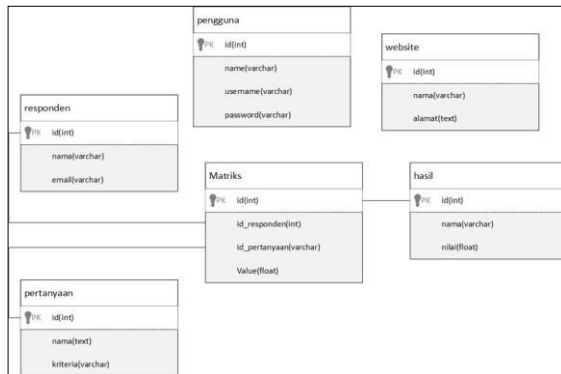 pengguna
PK id(int)
name(varchar)
username(varchar)
password(varchar)
website
PK id(int)
nama(varchar)
alamat(text)
responden
PK id(int)
nama(varchar)
email(varchar)
Matriks
PK id(int)
id_responden(int)
id_pertanyaan(varchar)
Value(float)
hasil
PK id(int)
nama(varchar)
nilai(float)
pertanyaan
PK id(int)
nama(text)
kriteria(varchar)